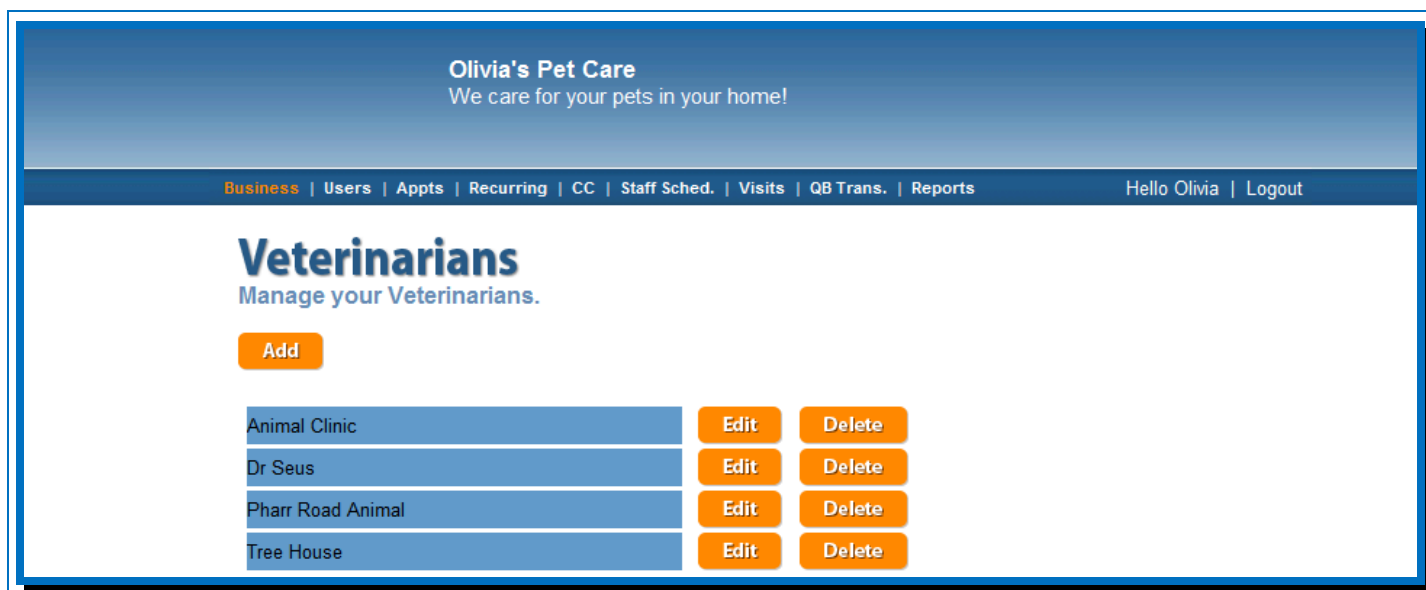 Olivia's Pet Care
We care for your pets in your home!
Business | Users | Appts | Recurring | CC | Staff Sched. | Visits | QB Trans. | Reports Hello Olivia | Logout
Veterinarians
Manage your Veterinarians.
Add
Animal Clinic Edit Delete
Dr Seus Edit Delete
Pharr Road Animal Edit Delete
Tree House Edit Delete